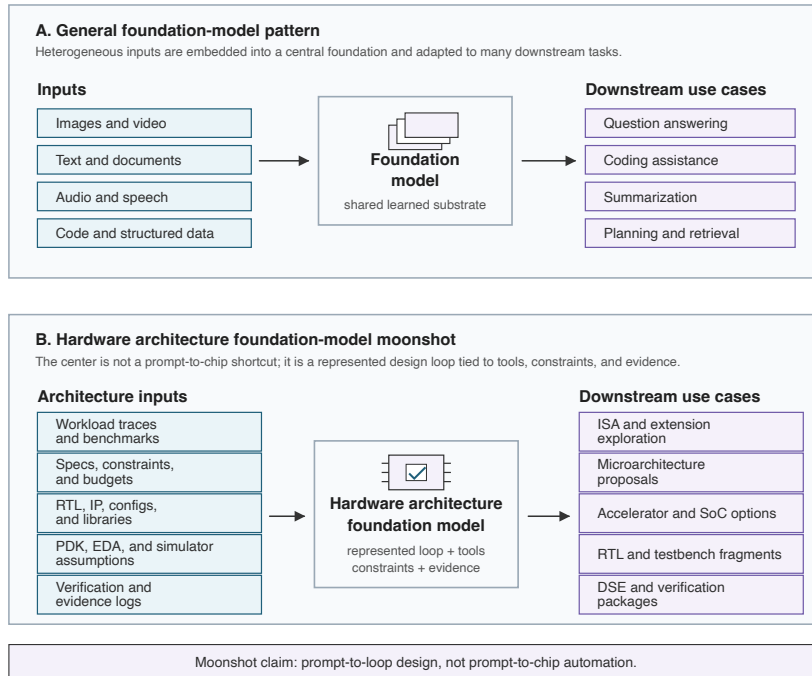 A. General foundation-model pattern
Heterogeneous inputs are embedded into a central foundation and adapted to many downstream tasks.
Inputs
Images and video
Text and documents
Audio and speech
Code and structured data
Foundation
model
shared learned substrate
Downstream use cases
Question answering
Coding assistance
Summarization
Planning and retrieval
B. Hardware architecture foundation-model moonshot
The center is not a prompt-to-chip shortcut; it is a represented design loop tied to tools, constraints, and evidence.
Architecture inputs
Workload traces
and benchmarks
Specs, constraints,
and budgets
RTL, IP, configs,
and libraries
PDK, EDA, and simulator
assumptions
Verification and
evidence logs
Hardware architecture
foundation model
represented loop + tools
constraints + evidence
Downstream use cases
ISA and extension
exploration
Microarchitecture
proposals
Accelerator and SoC options
RTL and testbench fragments
DSE and verification
packages
Moonshot claim: prompt-to-loop design, not prompt-to-chip automation.